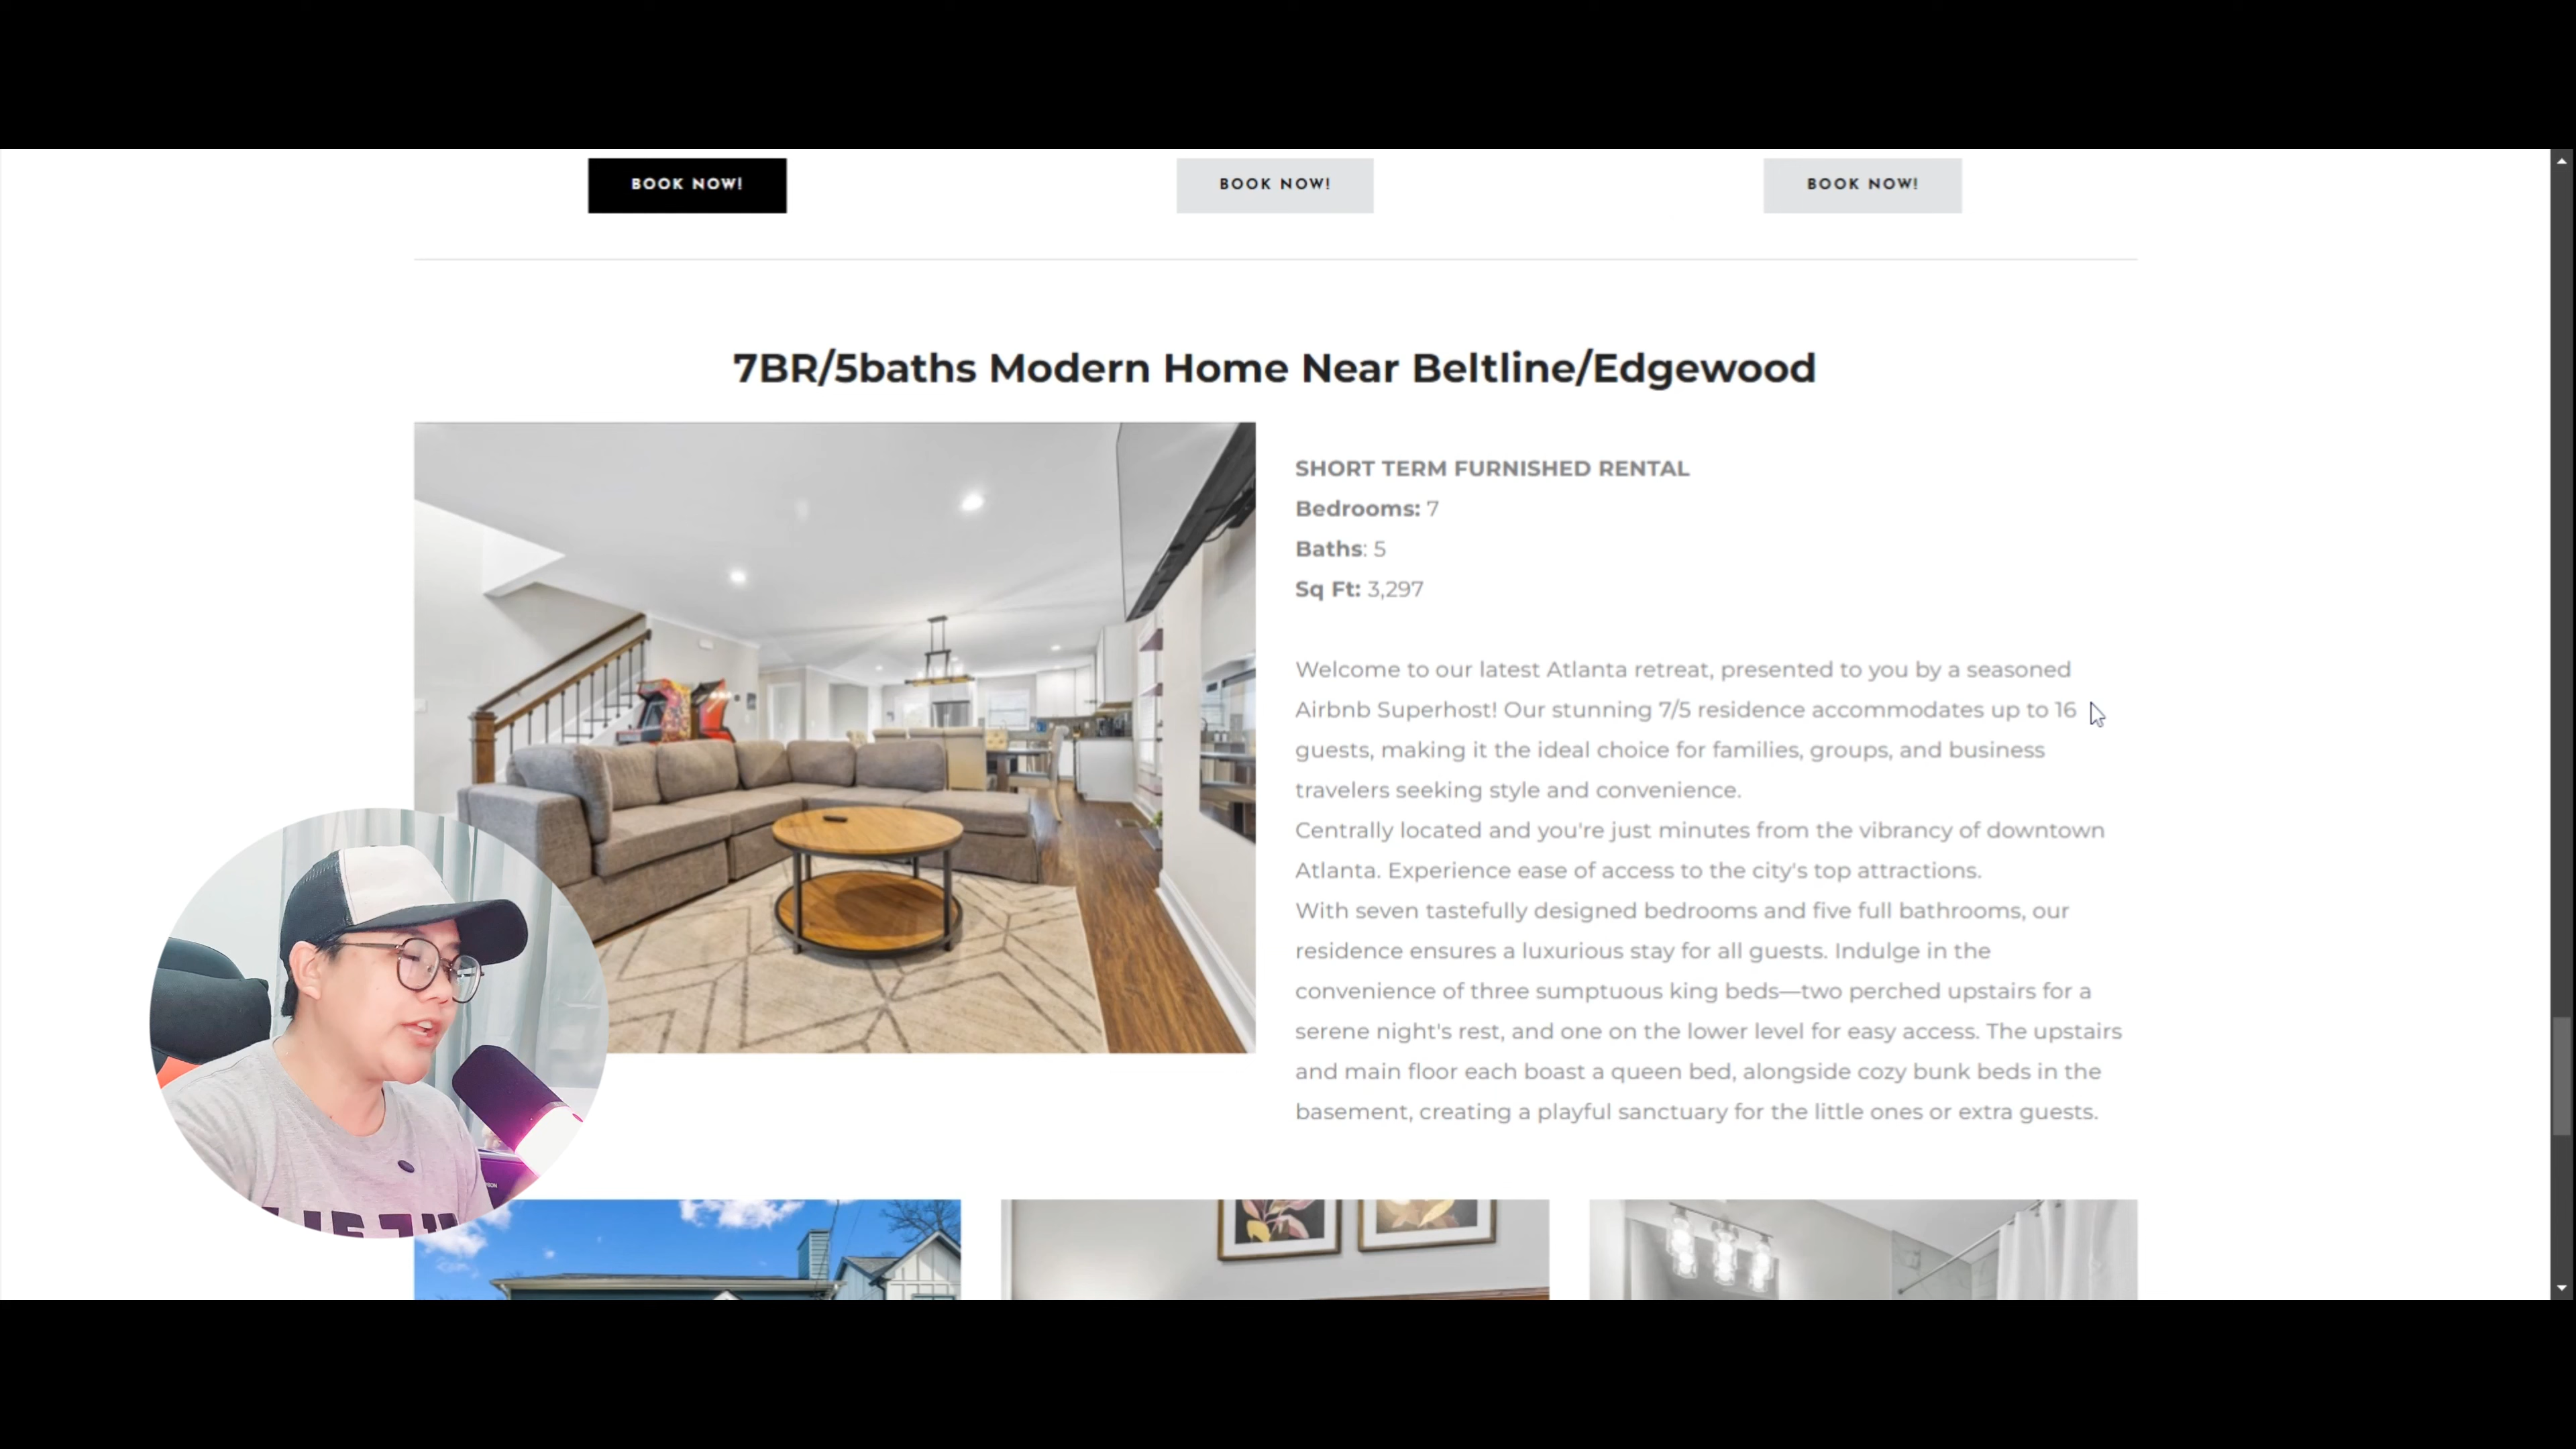 BOOK NOW!
BOOK NOW!
BOOK NOW!
7BR/5baths Modern Home Near Beltline/Edgewood
SHORT TERM FURNISHED RENTAL
Bedrooms: 7
Baths: 5
Sq Ft: 3,297
Welcome to our latest Atlanta retreat, presented to you by a seasoned
Airbnb Superhost! Our stunning 7/5 residence accommodates up to 16
guests, making it the ideal choice for families, groups, and business
travelers seeking style and convenience.
Centrally located and you're just minutes from the vibrancy of downtown
Atlanta. Experience ease of access to the city's top attractions.
With seven tastefully designed bedrooms and five full bathrooms, our
residence ensures a luxurious stay for all guests. Indulge in the
convenience of three sumptuous king beds—two perched upstairs for a
serene night's rest, and one on the lower level for easy access. The upstairs
and main floor each boast a queen bed, alongside cozy bunk beds in the
basement, creating a playful sanctuary for the little ones or extra guests.